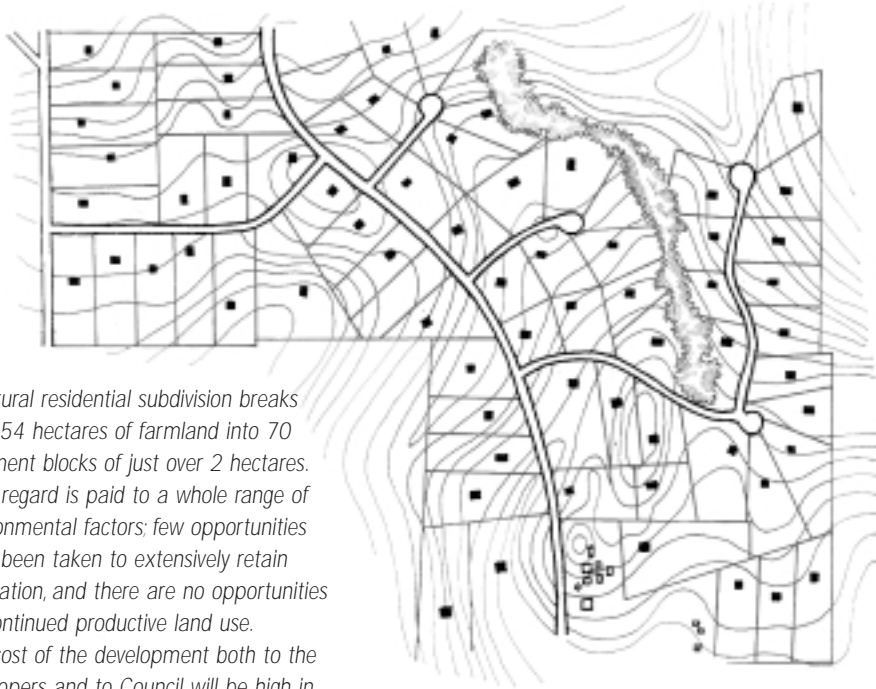 tural residential subdivision breaks
54 hectares of farmland into 70
ment blocks of just over 2 hectares.
regard is paid to a whole range of
onmental factors; few opportunities
been taken to extensively retain
ation, and there are no opportunities
ontinued productive land use.
cost of the development both to the
opers and to Council will be high in